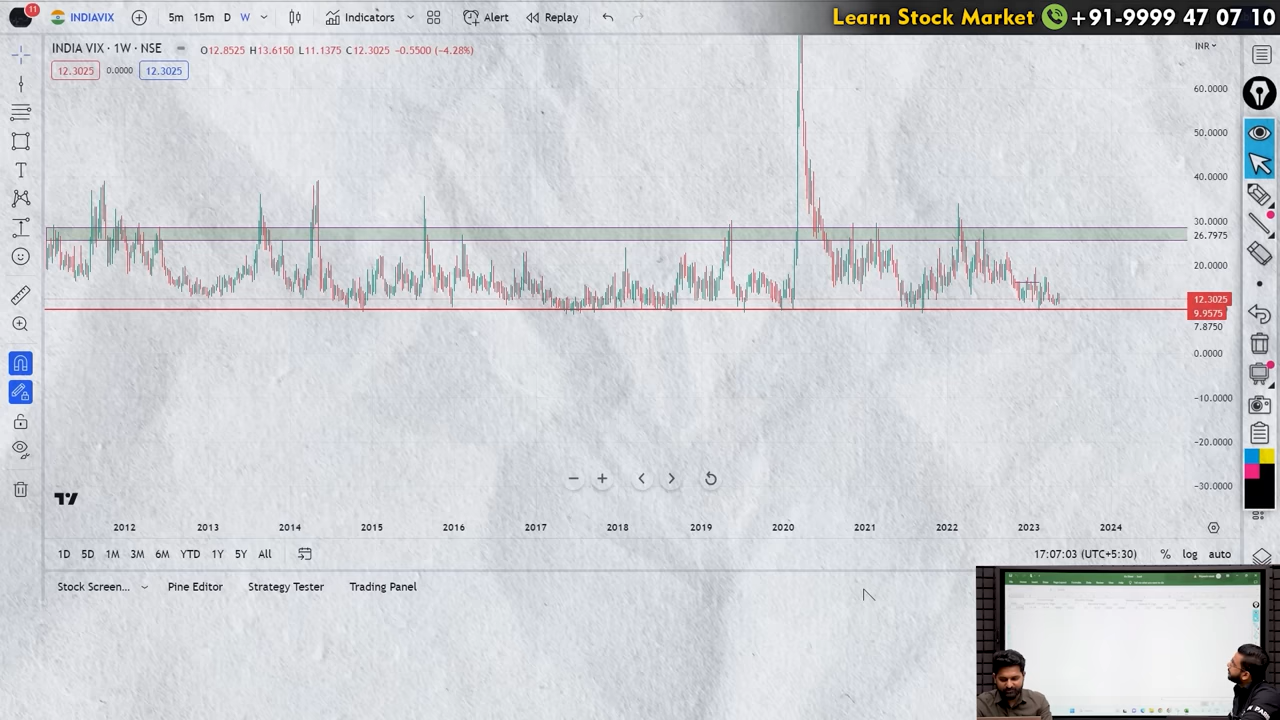 11
INDIAVIX
5m 15m D W
Indicators
Alert
Replay
Learn Stock Market +91-9999 47 07 10
INDIA VIX · 1W · NSE
O12.8525 H13.6150 L11.1375 C12.3025 −0.5500 (−4.28%)
INR
12.3025 0.0000 12.3025
60.0000
50.0000
40.0000
30.0000
26.7975
20.0000
12.3025
9.9575
7.8750
0.0000
−10.0000
−20.0000
−30.0000
2012 2013 2014 2015 2016 2017 2018 2019 2020 2021 2022 2023 2024
1D 5D 1M 3M 6M YTD 1Y 5Y All
17:07:03 (UTC+5:30) % log auto
Stock Screen... Pine Editor Strategy Tester Trading Panel